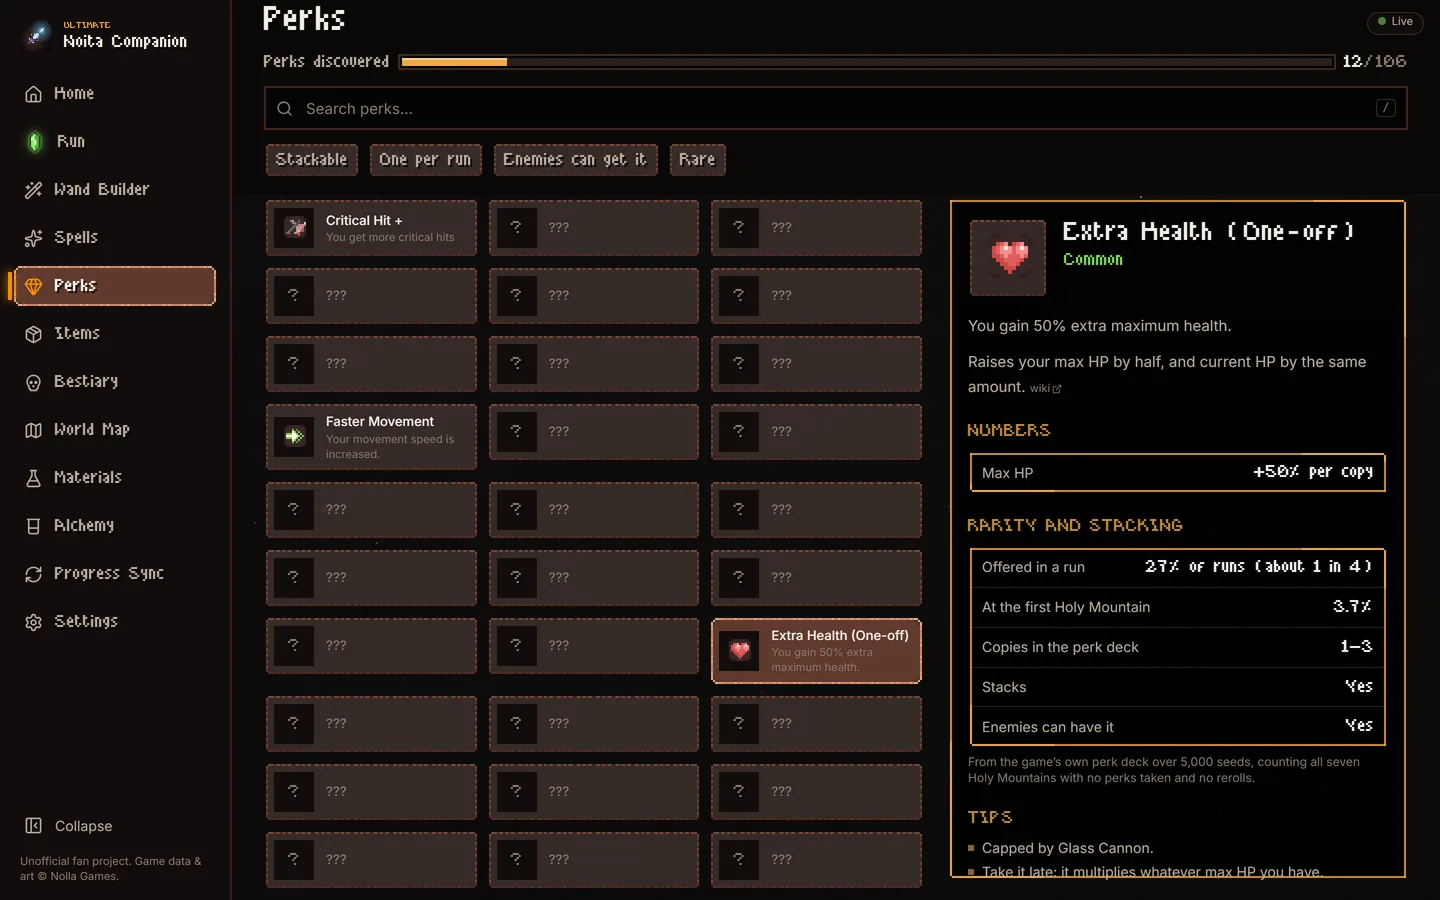 ULTIMATE
Noita Companion
Home
Run
Wand Builder
Spells
Perks
Items
Bestiary
World Map
Materials
Alchemy
Progress Sync
Settings
Collapse
Unofficial fan project. Game data &
art © Nolla Games.
Perks
Live
Perks discovered
12/106
Search perks...
/
Stackable
One per run
Enemies can get it
Rare
Critical Hit +
You get more critical hits
? ???
? ???
? ???
? ???
? ???
? ???
? ???
? ???
Faster Movement
Your movement speed is
increased.
? ???
? ???
? ???
? ???
? ???
? ???
? ???
? ???
? ???
? ???
Extra Health (One-off)
You gain 50% extra
maximum health.
? ???
? ???
? ???
? ???
? ???
? ???
? ???
? ???
? ???
Extra Health (One-off)
Common
You gain 50% extra maximum health.
Raises your max HP by half, and current HP by the same
amount. wiki
NUMBERS
Max HP +50% per copy
RARITY AND STACKING
Offered in a run 27% of runs (about 1 in 4)
At the first Holy Mountain 3.7%
Copies in the perk deck 1–3
Stacks Yes
Enemies can have it Yes
From the game's own perk deck over 5,000 seeds, counting all seven
Holy Mountains with no perks taken and no rerolls.
TIPS
Capped by Glass Cannon.
Take it late: it multiplies whatever max HP you have.